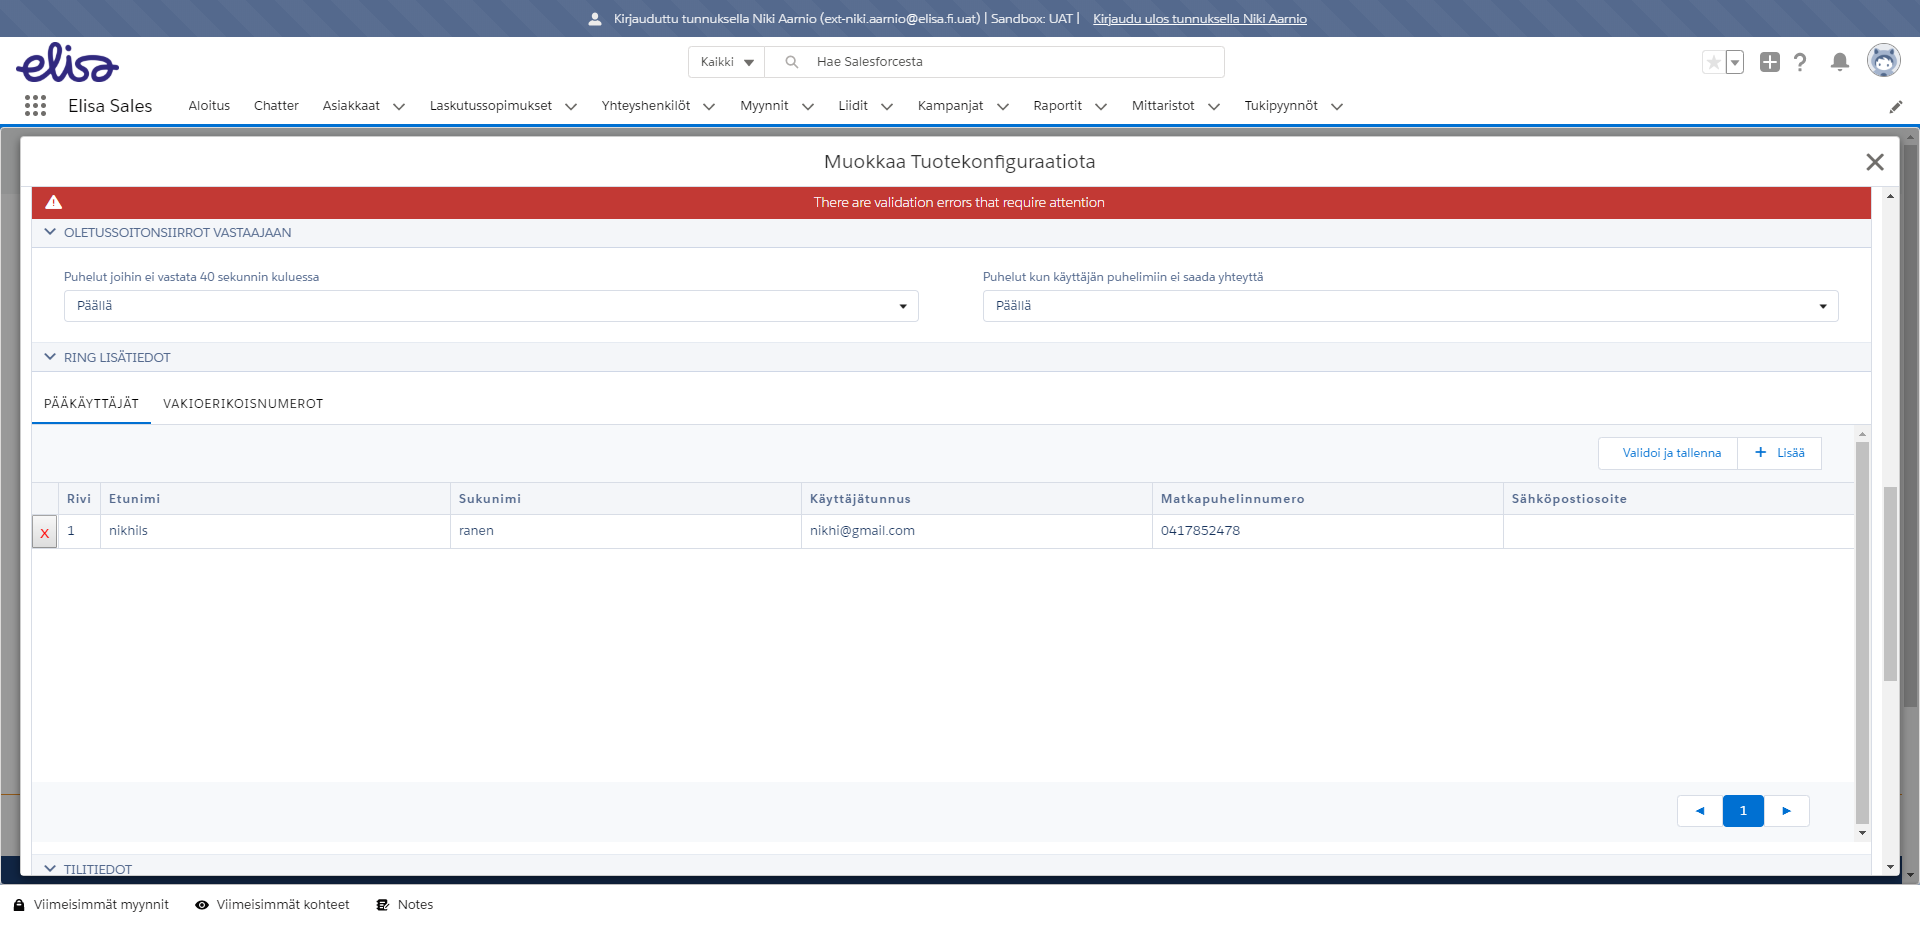 Kirjauduttu tunnuksella Niki Aarnio (ext-niki.aarnio@elisa.fi.uat) | Sandbox: UAT | Kirjaudu ulos tunnuksella Niki Aarnio
elisa
Kaikki Hae Salesforcesta
Elisa Sales Aloitus Chatter Asiakkaat Laskutussopimukset Yhteyshenkilöt Myynnit Liidit Kampanjat Raportit Mittaristot Tukipyynnöt
Muokkaa Tuotekonfiguraatiota
There are validation errors that require attention
OLETUSSOITONSIIRROT VASTAAJAAN
Puhelut joihin ei vastata 40 sekunnin kuluessa Puhelut kun käyttäjän puhelimiin ei saada yhteyttä
Päällä Päällä
RING LISÄTIEDOT
PÄÄKÄYTTÄJÄT VAKIOERIKOISNUMEROT
Validoi ja tallenna + Lisää
Rivi Etunimi Sukunimi Käyttäjätunnus Matkapuhelinnumero Sähköpostiosoite
X 1 nikhils ranen nikhi@gmail.com 0417852478
1
TILITIEDOT
Viimeisimmät myynnit Viimeisimmät kohteet Notes